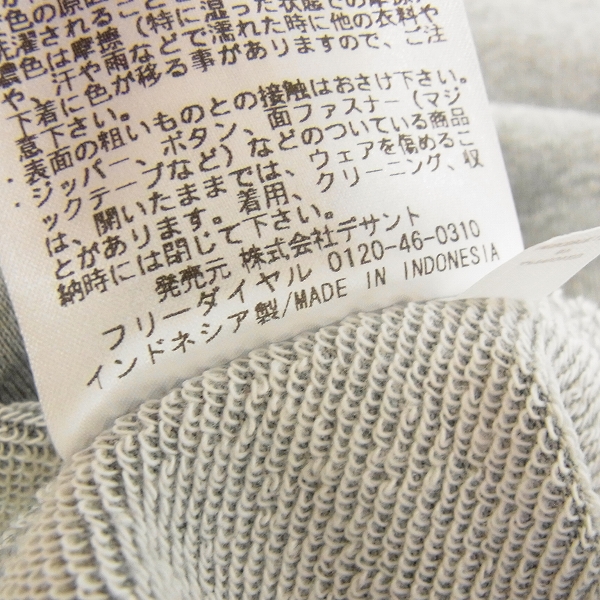 色の原因
されること
洗濯は摩擦（特に湿った状態での摩擦
濃色は摩擦（特に濡れた時に他の衣料や
や、汗や雨などで
下着に色が移る事がありますので、ご注
意下さい。
表面の粗いものとの接触はおさけ下さい。
ジッパー、ボタン、面ファスナー（マジ
ックテープなど）などのついている商品
は、開いたままでは、ウェアを傷めるこ
とがあります。着用、クリーニング、収
納時には閉じて下さい。
発売元 株式会社デサント
フリーダイヤル 0120-46-0310
インドネシア製/MADE IN INDONESIA